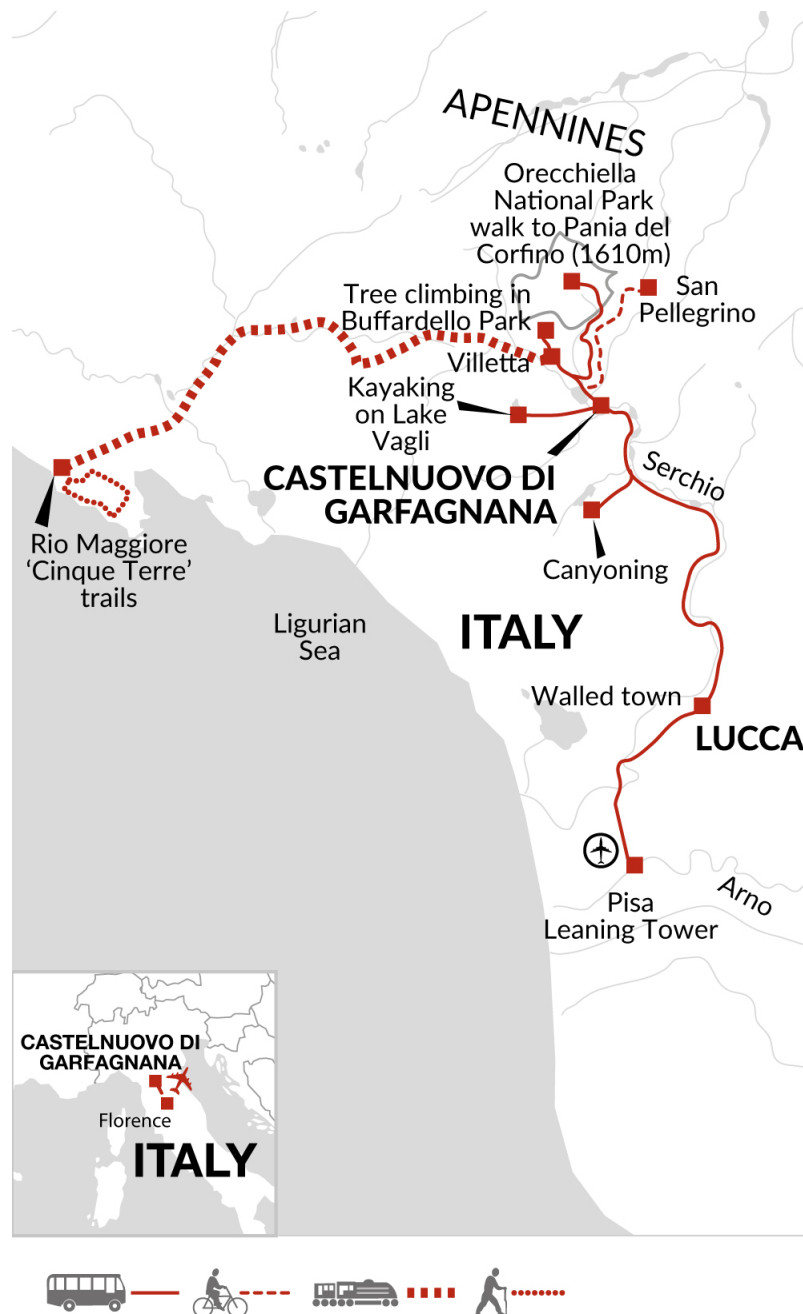 APENNINES
Orecchiella
National Park
walk to Pania del
Corfino (1610m)
San
Pellegrino
Tree climbing in
Buffardello Park
Villetta
Kayaking
on Lake
Vagli
CASTELNUOVO DI
GARFAGNANA
Serchio
Rio Maggiore
‘Cinque Terre’
trails
Canyoning
Ligurian
Sea
ITALY
Walled town
LUCCA
Arno
Pisa
Leaning Tower
CASTELNUOVO DI
GARFAGNANA
Florence
ITALY